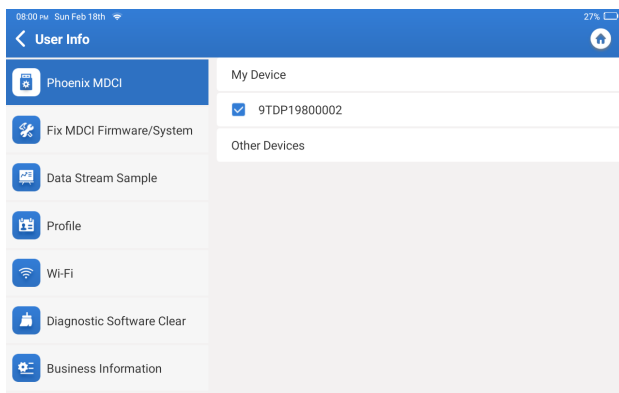 08:00 PM Sun Feb 18th
27%
User Info
Phoenix MDCI
Fix MDCI Firmware/System
Data Stream Sample
Profile
Wi-Fi
Diagnostic Software Clear
Business Information
My Device
9TDP19800002
Other Devices